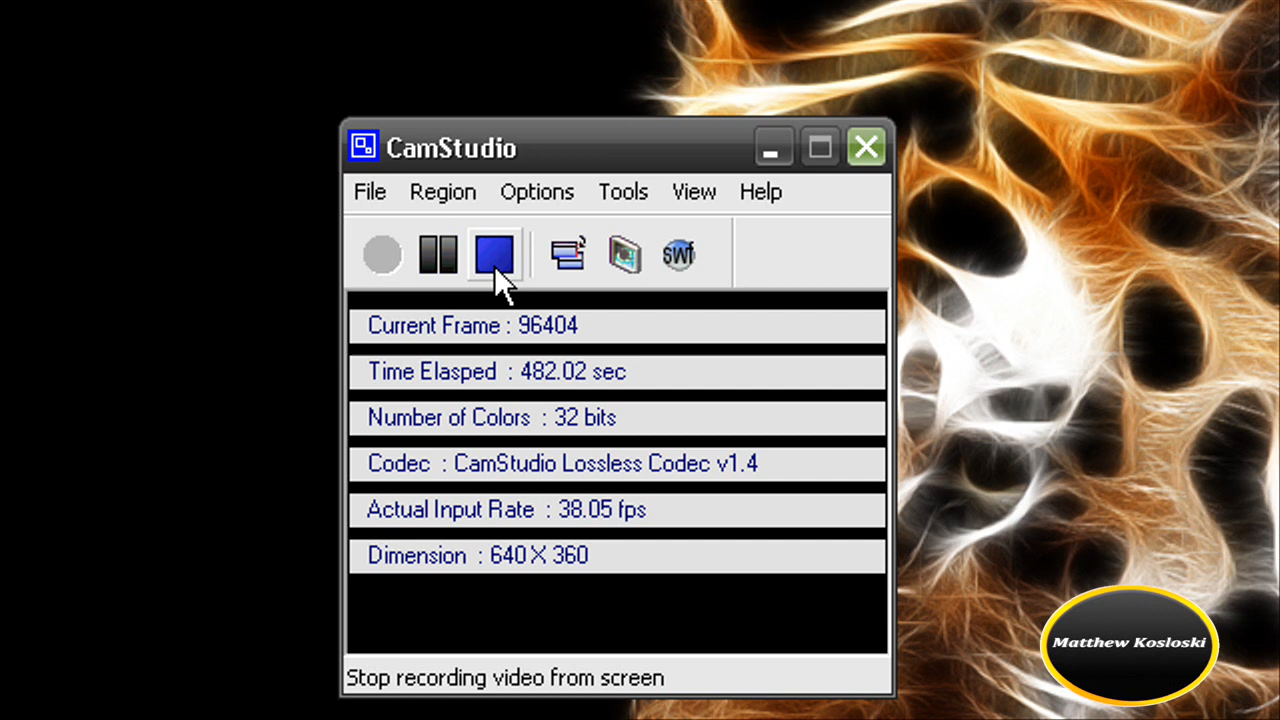 CamStudio
File Region Options Tools View Help
swf
Current Frame : 96404
Time Elasped : 482.02 sec
Number of Colors : 32 bits
Codec : CamStudio Lossless Codec v1.4
Actual Input Rate : 38.05 fps
Dimension : 640 X 360
Stop recording video from screen
Matthew Kosloski